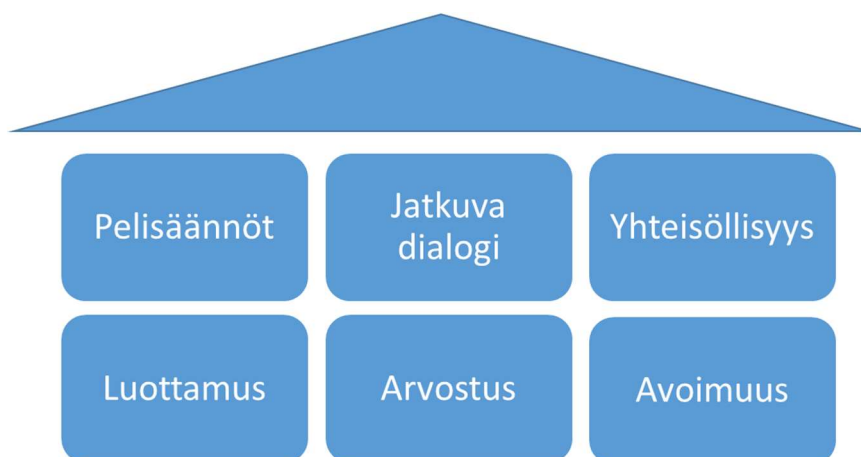 Pelisäännöt
Jatkuva
dialogi
Yhteisöllisyys
Luottamus
Arvostus
Avoimuus